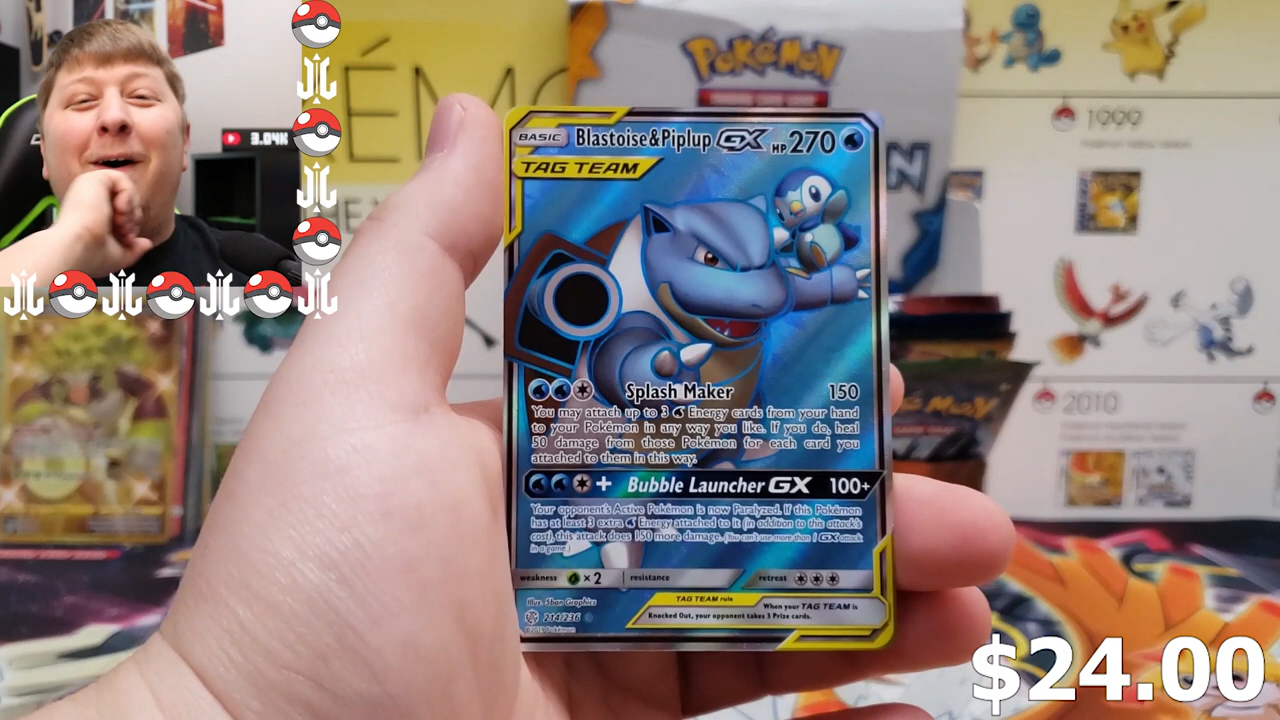 3.04K
ÉMO
POKéMON
1999
2010
BASIC Blastoise&Piplup GX HP 270
TAG TEAM
Splash Maker 150
You may attach up to 3 Energy cards from your hand
to your Pokémon in any way you like. If you do, heal
50 damage from those Pokémon for each card you
attached to them in this way.
+ Bubble Launcher GX 100+
Your opponent's Active Pokémon is now Paralyzed. If this Pokémon
has at least 3 extra Energy attached to it (in addition to this attack's
cost), this attack does 150 more damage. (You can't use more than 1 GX attack
in a game.)
weakness ×2 resistance retreat
Illus. 5ban Graphics
214/236
©2019 Pokémon
TAG TEAM rule
When your TAG TEAM is
Knocked Out, your opponent takes 3 Prize cards.
$24.00